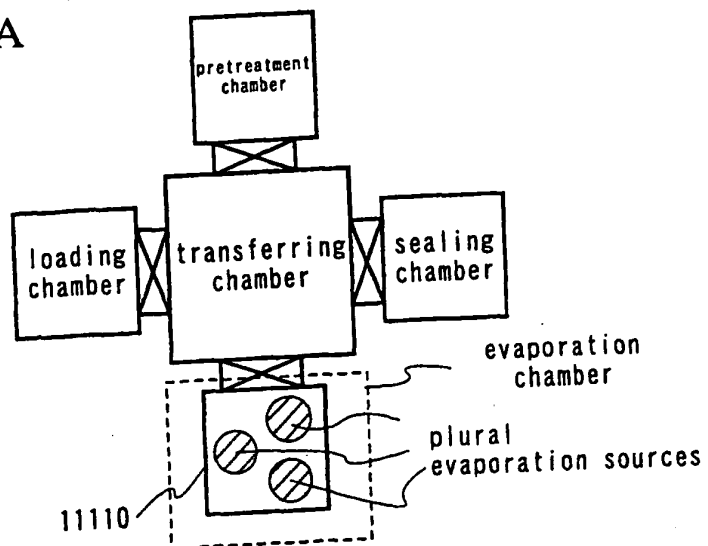 A
pretreatment
chamber
loading
chamber
transferring
chamber
sealing
chamber
evaporation
chamber
plural
evaporation sources
11110